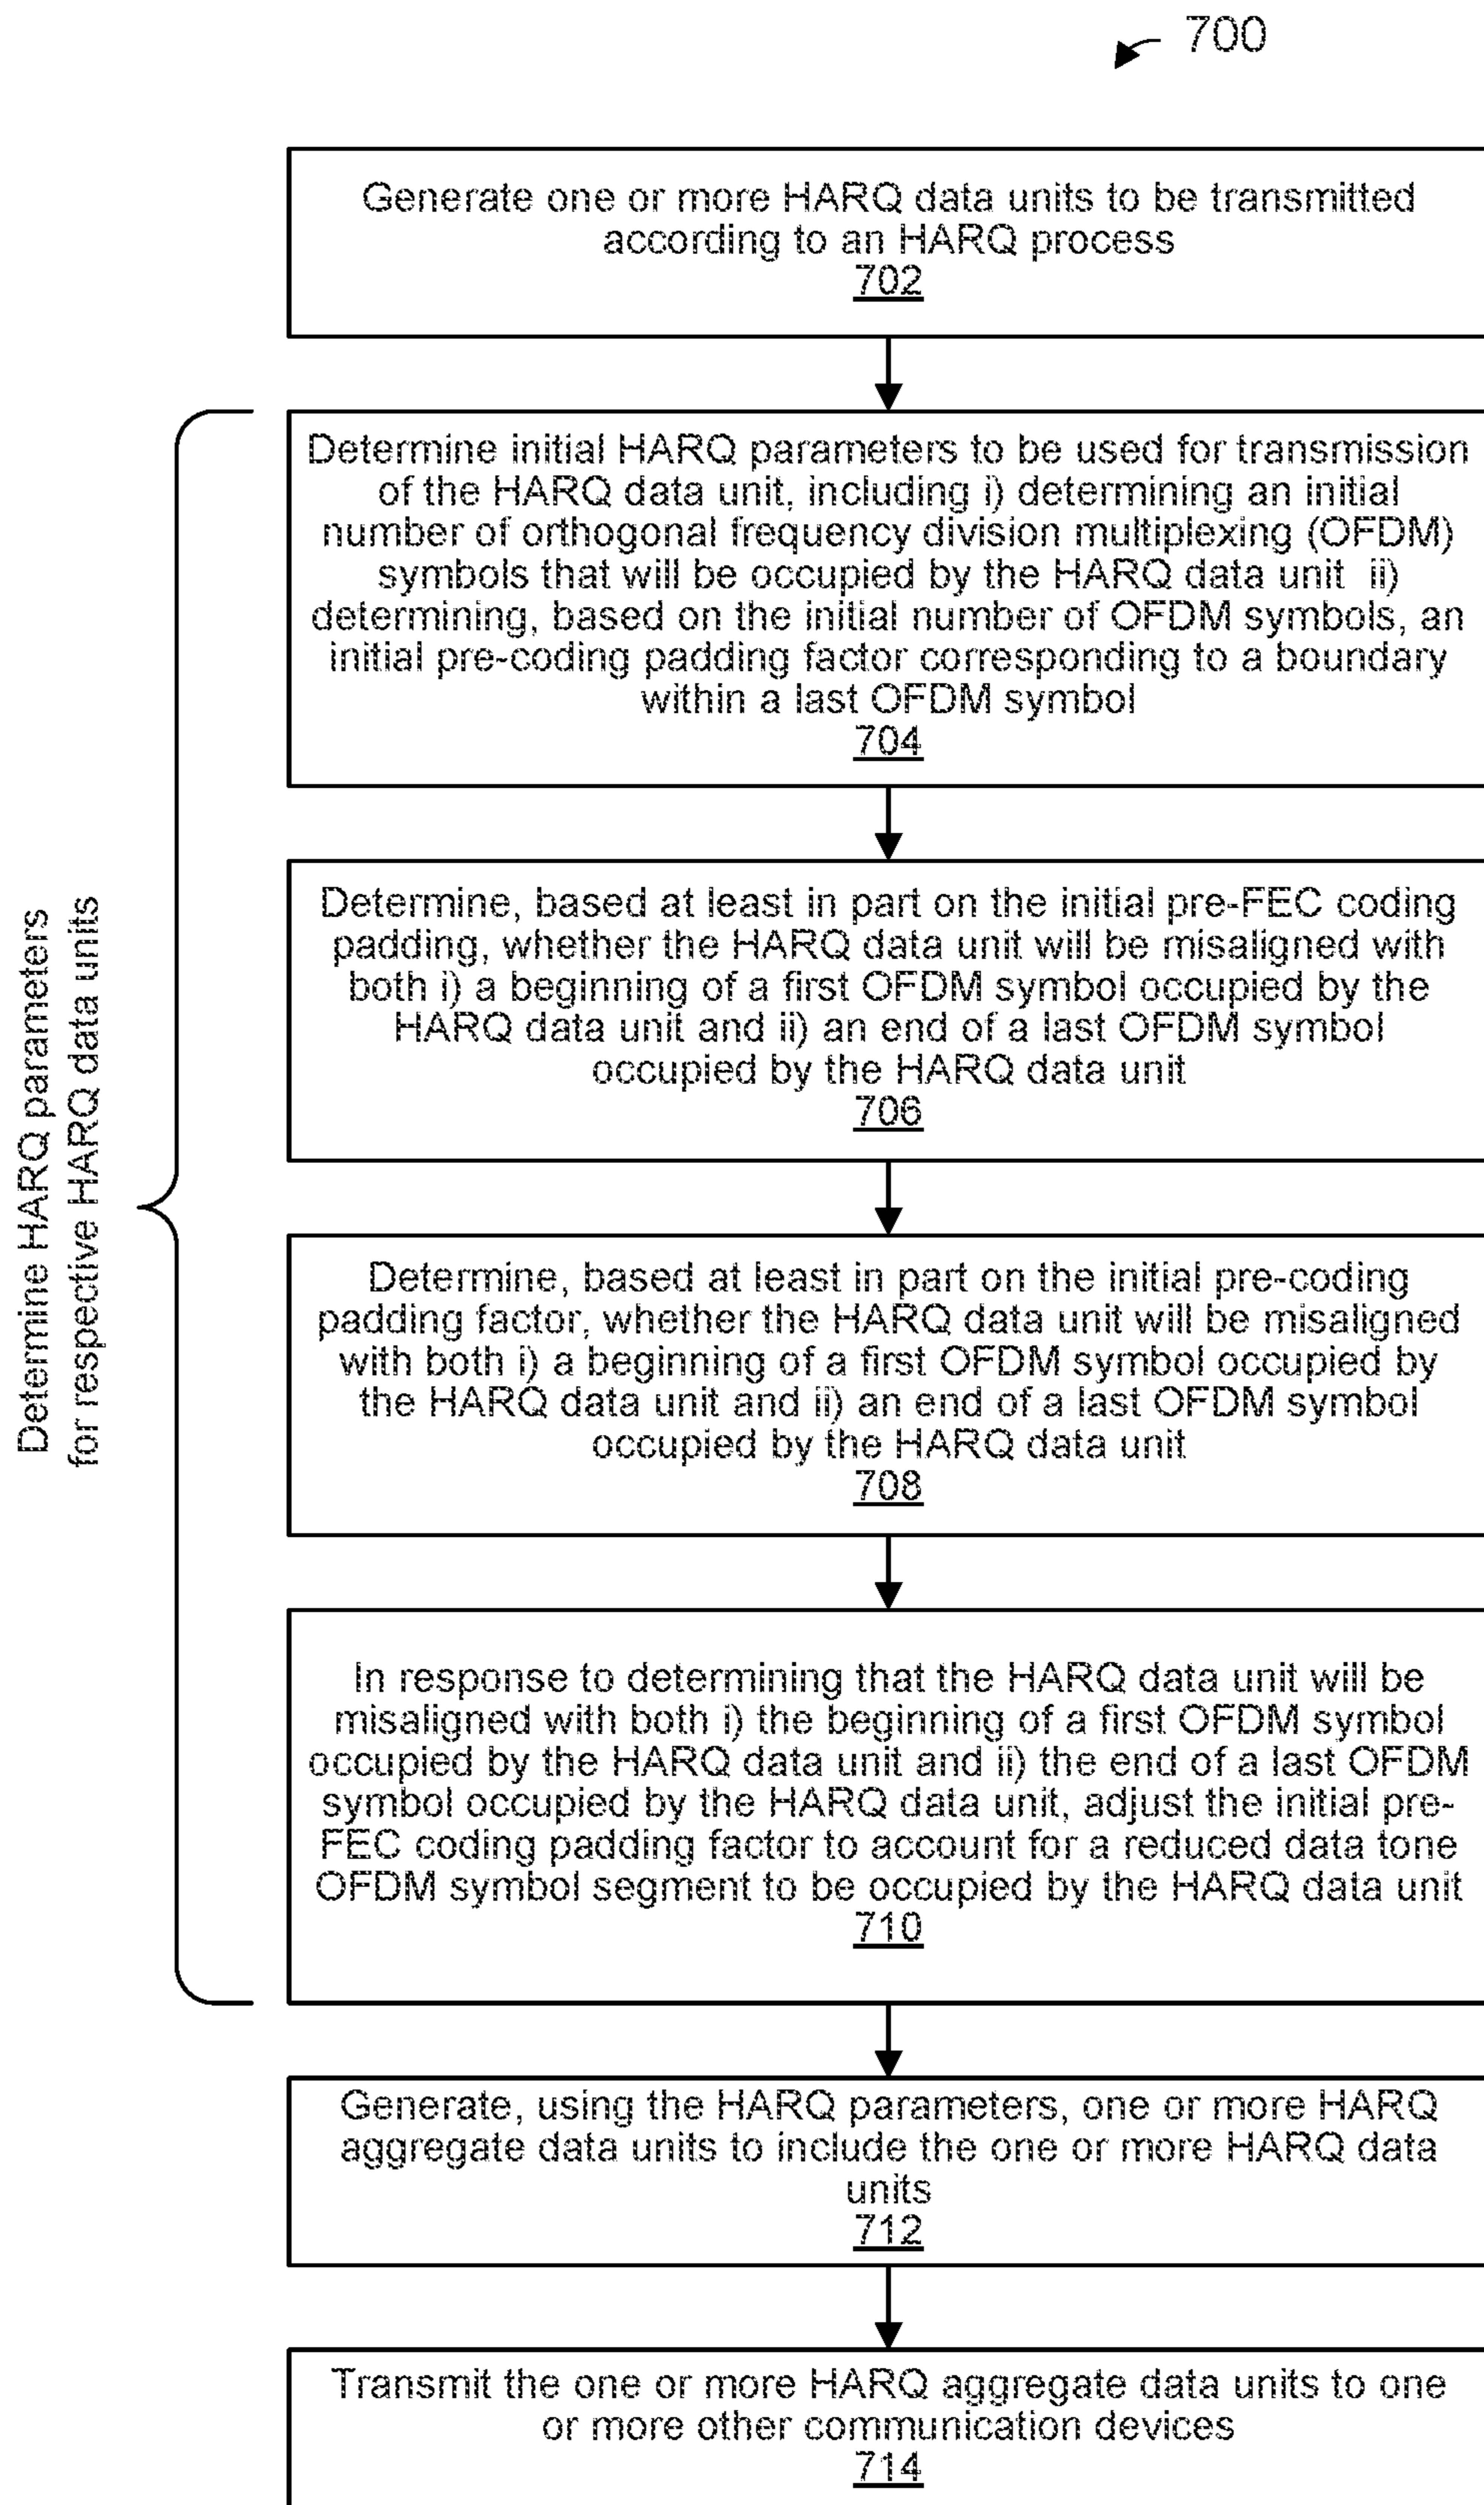 700
Generate one or more HARQ data units to be transmitted
according to an HARQ process
702
Determine HARQ parameters
for respective HARQ data units
Determine initial HARQ parameters to be used for transmission
of the HARQ data unit, including i) determining an initial
number of orthogonal frequency division multiplexing (OFDM)
symbols that will be occupied by the HARQ data unit ii)
determining, based on the initial number of OFDM symbols, an
initial pre-coding padding factor corresponding to a boundary
within a last OFDM symbol
704
Determine, based at least in part on the initial pre-FEC coding
padding, whether the HARQ data unit will be misaligned with
both i) a beginning of a first OFDM symbol occupied by the
HARQ data unit and ii) an end of a last OFDM symbol
occupied by the HARQ data unit
706
Determine, based at least in part on the initial pre-coding
padding factor, whether the HARQ data unit will be misaligned
with both i) a beginning of a first OFDM symbol occupied by
the HARQ data unit and ii) an end of a last OFDM symbol
occupied by the HARQ data unit
708
In response to determining that the HARQ data unit will be
misaligned with both i) the beginning of a first OFDM symbol
occupied by the HARQ data unit and ii) the end of a last OFDM
symbol occupied by the HARQ data unit, adjust the initial pre-
FEC coding padding factor to account for a reduced data tone
OFDM symbol segment to be occupied by the HARQ data unit
710
Generate, using the HARQ parameters, one or more HARQ
aggregate data units to include the one or more HARQ data
units
712
Transmit the one or more HARQ aggregate data units to one
or more other communication devices
714